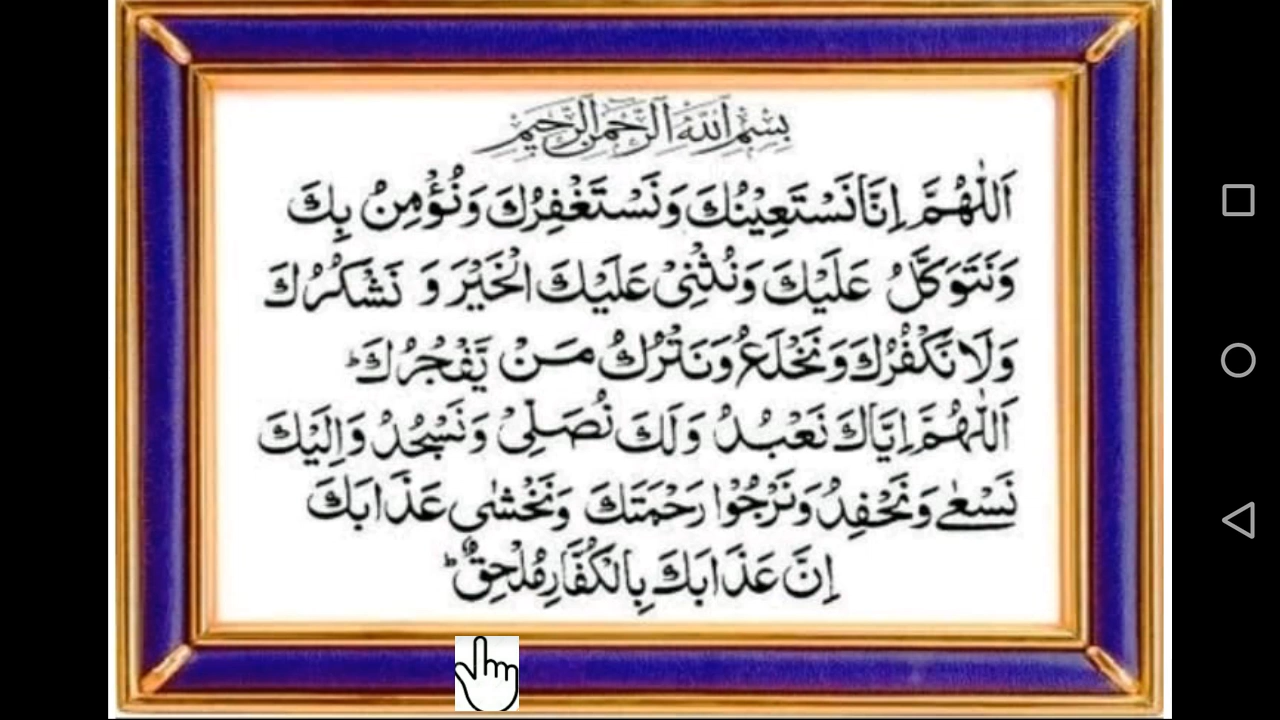 بِسْمِ اللّٰهِ الرَّحْمٰنِ الرَّحِيْمِ
اَللّٰهُمَّ اِنَّا نَسْتَعِيْنُكَ وَنَسْتَغْفِرُكَ وَنُؤْمِنُ بِكَ
وَنَتَوَكَّلُ عَلَيْكَ وَنُثْنِىْ عَلَيْكَ الْخَيْرَ وَ نَشْكُرُكَ
وَلَا نَكْفُرُكَ وَنَخْلَعُ وَنَتْرُكُ مَنْ يَّفْجُرُكَ ؕ
اَللّٰهُمَّ اِيَّاكَ نَعْبُدُ وَلَكَ نُصَلِّىْ وَنَسْجُدُ وَاِلَيْكَ
نَسْعٰى وَنَحْفِدُ وَنَرْجُوْا رَحْمَتَكَ وَنَخْشٰى عَذَابَكَ
اِنَّ عَذَابَكَ بِالْكُفَّارِ مُلْحِقٌ ؕ